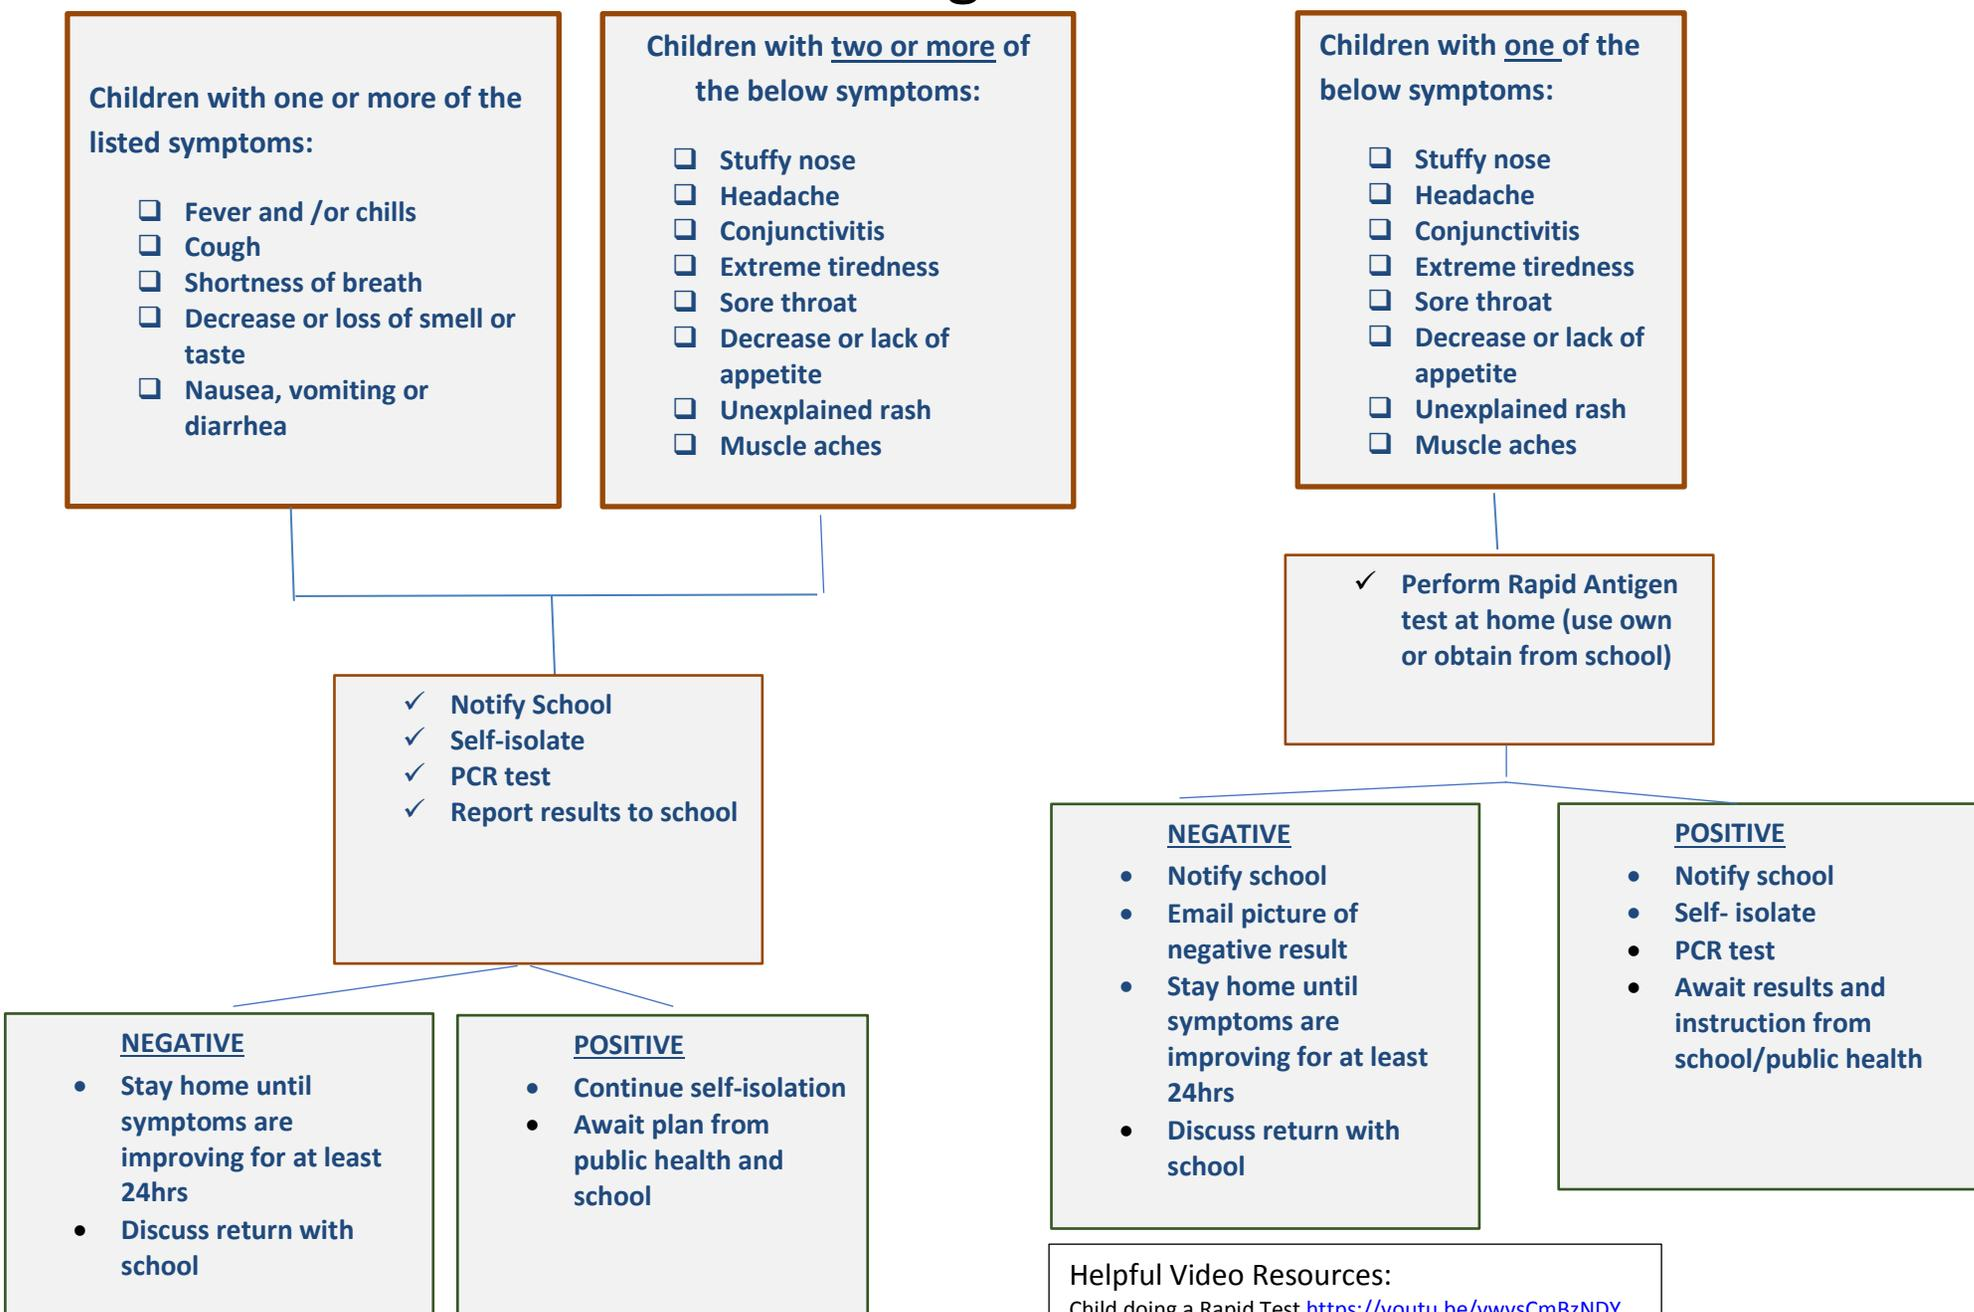 Children with one or more of the
listed symptoms:
❑ Fever and /or chills
❑ Cough
❑ Shortness of breath
❑ Decrease or loss of smell or
taste
❑ Nausea, vomiting or
diarrhea
Children with two or more of
the below symptoms:
❑ Stuffy nose
❑ Headache
❑ Conjunctivitis
❑ Extreme tiredness
❑ Sore throat
❑ Decrease or lack of
appetite
❑ Unexplained rash
❑ Muscle aches
Children with one of the
below symptoms:
❑ Stuffy nose
❑ Headache
❑ Conjunctivitis
❑ Extreme tiredness
❑ Sore throat
❑ Decrease or lack of
appetite
❑ Unexplained rash
❑ Muscle aches
✓ Notify School
✓ Self-isolate
✓ PCR test
✓ Report results to school
✓ Perform Rapid Antigen
test at home (use own
or obtain from school)
NEGATIVE
• Stay home until
symptoms are
improving for at least
24hrs
• Discuss return with
school
POSITIVE
• Continue self-isolation
• Await plan from
public health and
school
NEGATIVE
• Notify school
• Email picture of
negative result
• Stay home until
symptoms are
improving for at least
24hrs
• Discuss return with
school
POSITIVE
• Notify school
• Self- isolate
• PCR test
• Await results and
instruction from
school/public health
Helpful Video Resources:
Child doing a Rapid Test